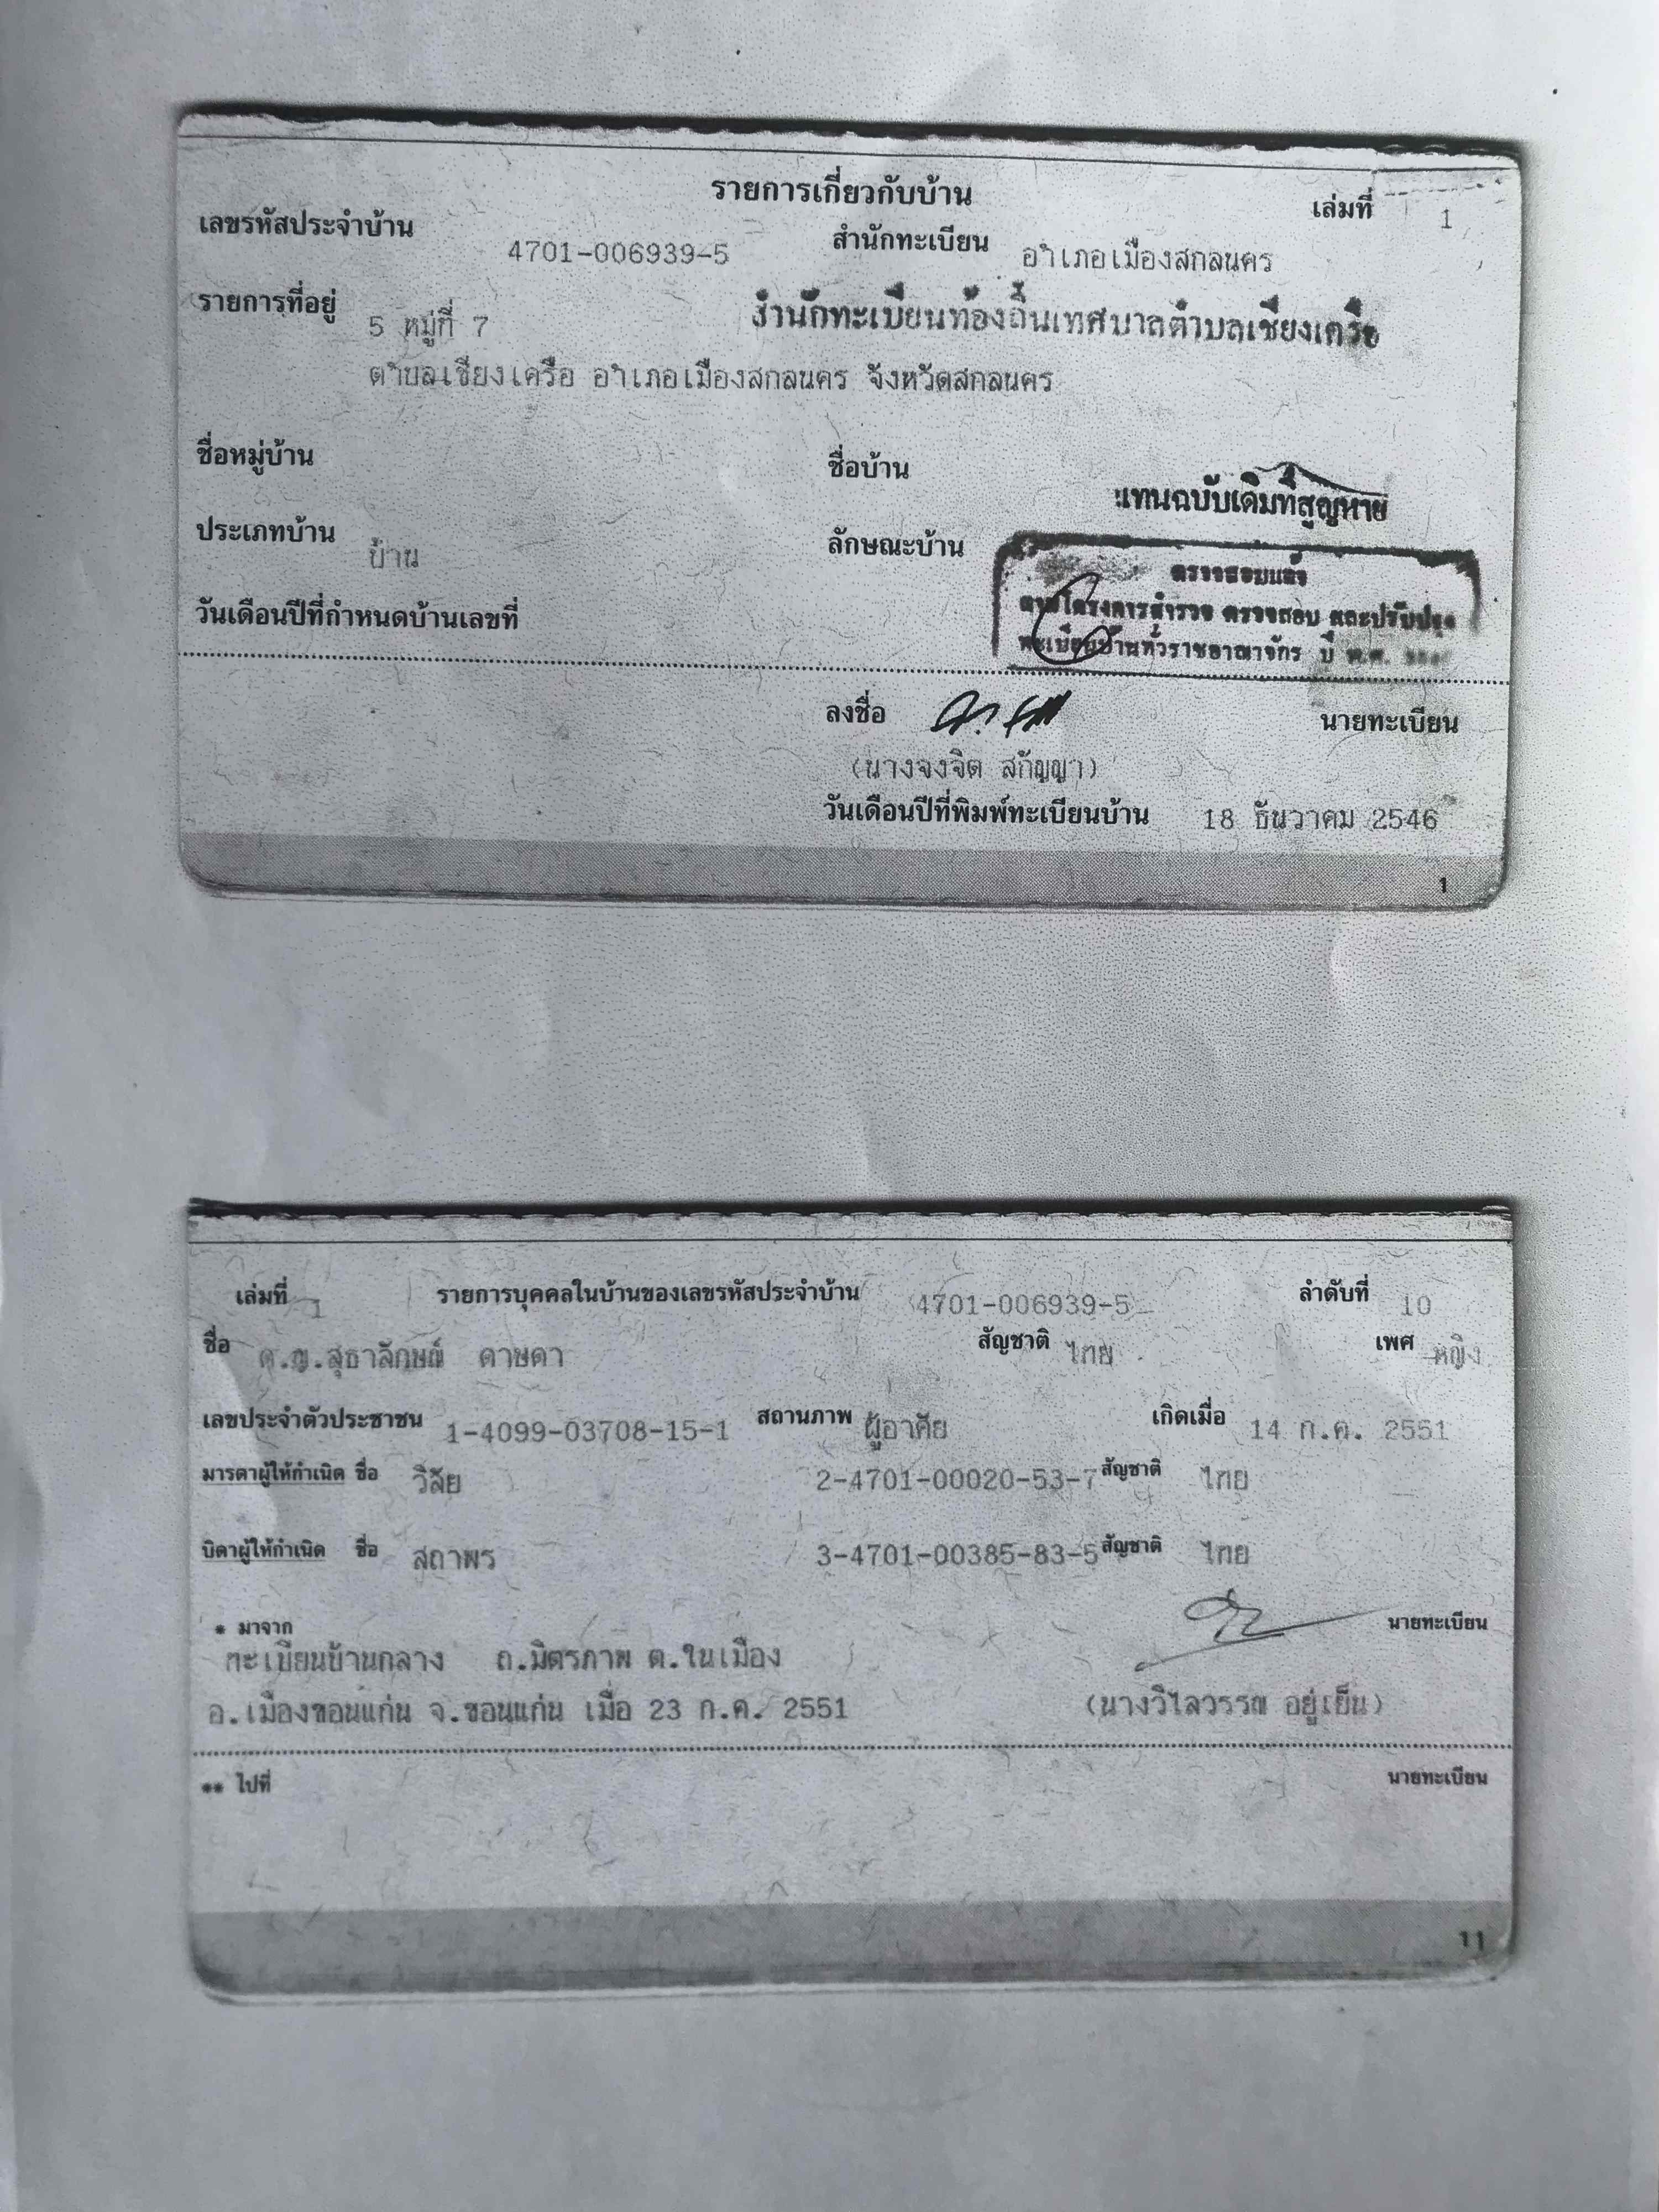 รายการเกี่ยวกับบ้าน
เล่มที่ 1
เลขรหัสประจำบ้าน 4701-006939-5 สำนักทะเบียน อำเภอเมืองสกลนคร
รายการที่อยู่ 5 หมู่ที่ 7 สำนักทะเบียนท้องถิ่นเทศบาลตำบลเชียงเครือ
ตำบลเชียงเครือ อำเภอเมืองสกลนคร จังหวัดสกลนคร
ชื่อหมู่บ้าน ชื่อบ้าน
แทนฉบับเดิมที่สูญหาย
ประเภทบ้าน บ้าน ลักษณะบ้าน
ตรวจสอบแล้ว
ตามโครงการสำรวจ ตรวจสอบ และปรับปรุง
ทะเบียนบ้านทั่วราชอาณาจักร ปี พ.ศ.
วันเดือนปีที่กำหนดบ้านเลขที่
ลงชื่อ นายทะเบียน
(นางจงจิต สกัญญา)
วันเดือนปีที่พิมพ์ทะเบียนบ้าน 18 ธันวาคม 2546
1
เล่มที่ 1 รายการบุคคลในบ้านของเลขรหัสประจำบ้าน 4701-006939-5 ลำดับที่ 10
ชื่อ ด.ญ.สุธาลักษณ์ ดาษดา สัญชาติ ไทย เพศ หญิง
เลขประจำตัวประชาชน 1-4099-03708-15-1 สถานภาพ ผู้อาศัย เกิดเมื่อ 14 ก.ค. 2551
มารดาผู้ให้กำเนิด ชื่อ วิลัย 2-4701-00020-53-7 สัญชาติ ไทย
บิดาผู้ให้กำเนิด ชื่อ สถาพร 3-4701-00385-83-5 สัญชาติ ไทย
* มาจาก นายทะเบียน
ทะเบียนบ้านกลาง ถ.มิตรภาพ ต.ในเมือง
อ.เมืองขอนแก่น จ.ขอนแก่น เมื่อ 23 ก.ค. 2551 (นางวิไลวรรณ อยู่เย็น)
** ไปที่ นายทะเบียน
11